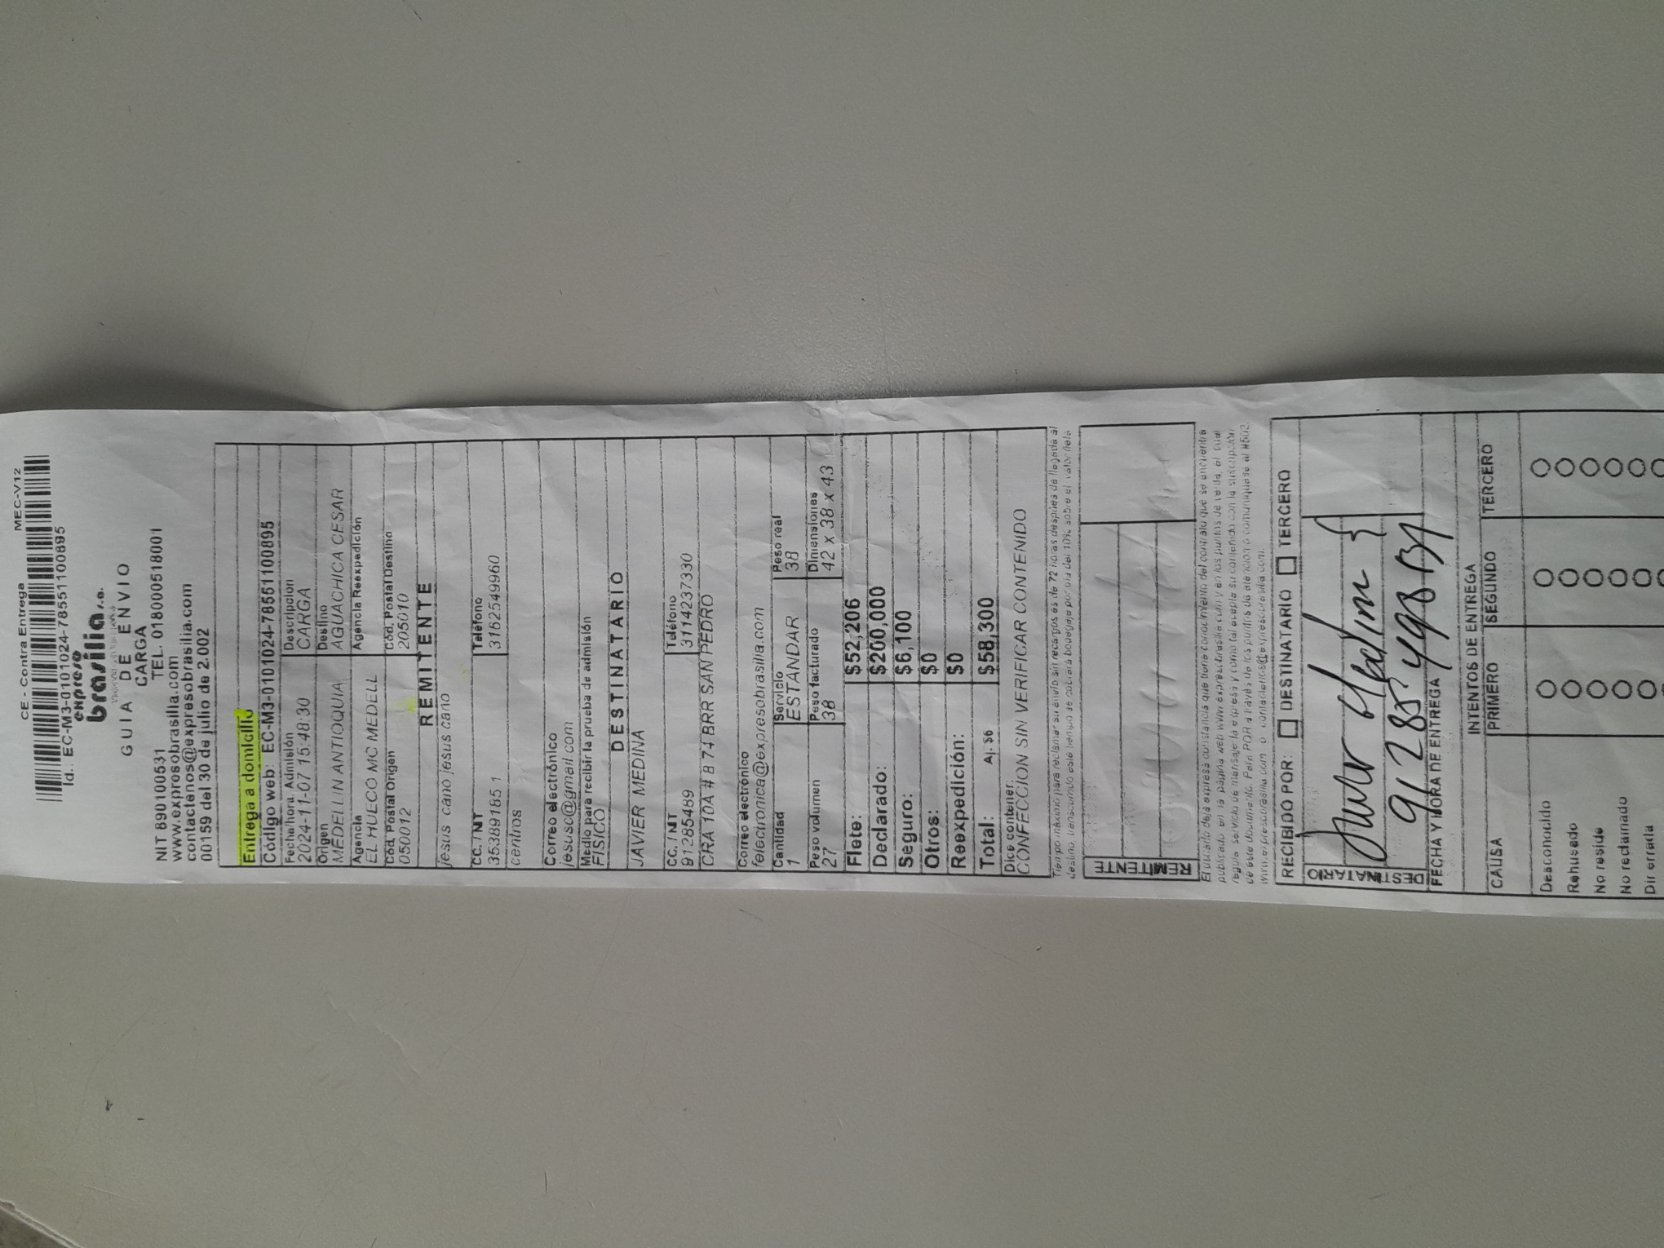 CE - Contra Entrega MEC-V12
Id.: EC-M3-0101024-78551100895
expreso
brasilia s.a.
GUIA DE ENVIO
CARGA
NIT 890100531 TEL. 018000518001
www.expresobrasilia.com
contactenos@expresobrasilia.com
00159 del 30 de julio de 2.002
Entrega a domicilio
Código web: EC-M3-0101024-78551100895
Fecha/hora. Admisión Descripcion
2024-11-07 15:48:30 CARGA
Origen Destino
MEDELLIN ANTIOQUIA AGUACHICA CESAR
Agencia Agencia Reexpedición
EL HUECO MC MEDELL
Cód. Postal Origen Cód. Postal Destino
050012 205010
REMITENTE
jesus cano jesus cano
CC. / NIT Teléfono
35389185 1 3162549960
centros
Correo electrónico
jesusc@gmail.com
Medio para recibir la prueba de admisión
FISICO
DESTINATARIO
JAVIER MEDINA
CC. / NIT Teléfono
91285489 3114237330
CRA 10A # 8 74 BRR SAN PEDRO
Correo electrónico
felectronica@expresobrasilia.com
Cantidad Servicio Peso real
1 ESTANDAR 38
Peso volumen Peso facturado Dimensiones
27 38 42 x 38 x 43
Flete: $52,206
Declarado: $200,000
Seguro: $6,100
Otros: $0
Reexpedición: $0
Total: Aj. $6 $58,300
Dice contener:
CONFECCION SIN VERIFICAR CONTENIDO
REMITENTE
RECIBIDO POR: DESTINATARIO TERCERO
DESTINATARIO
FECHA Y HORA DE ENTREGA
INTENTOS DE ENTREGA
CAUSA PRIMERO SEGUNDO TERCERO
Desconocido
Rehusado
No reside
No reclamado
Dir errada